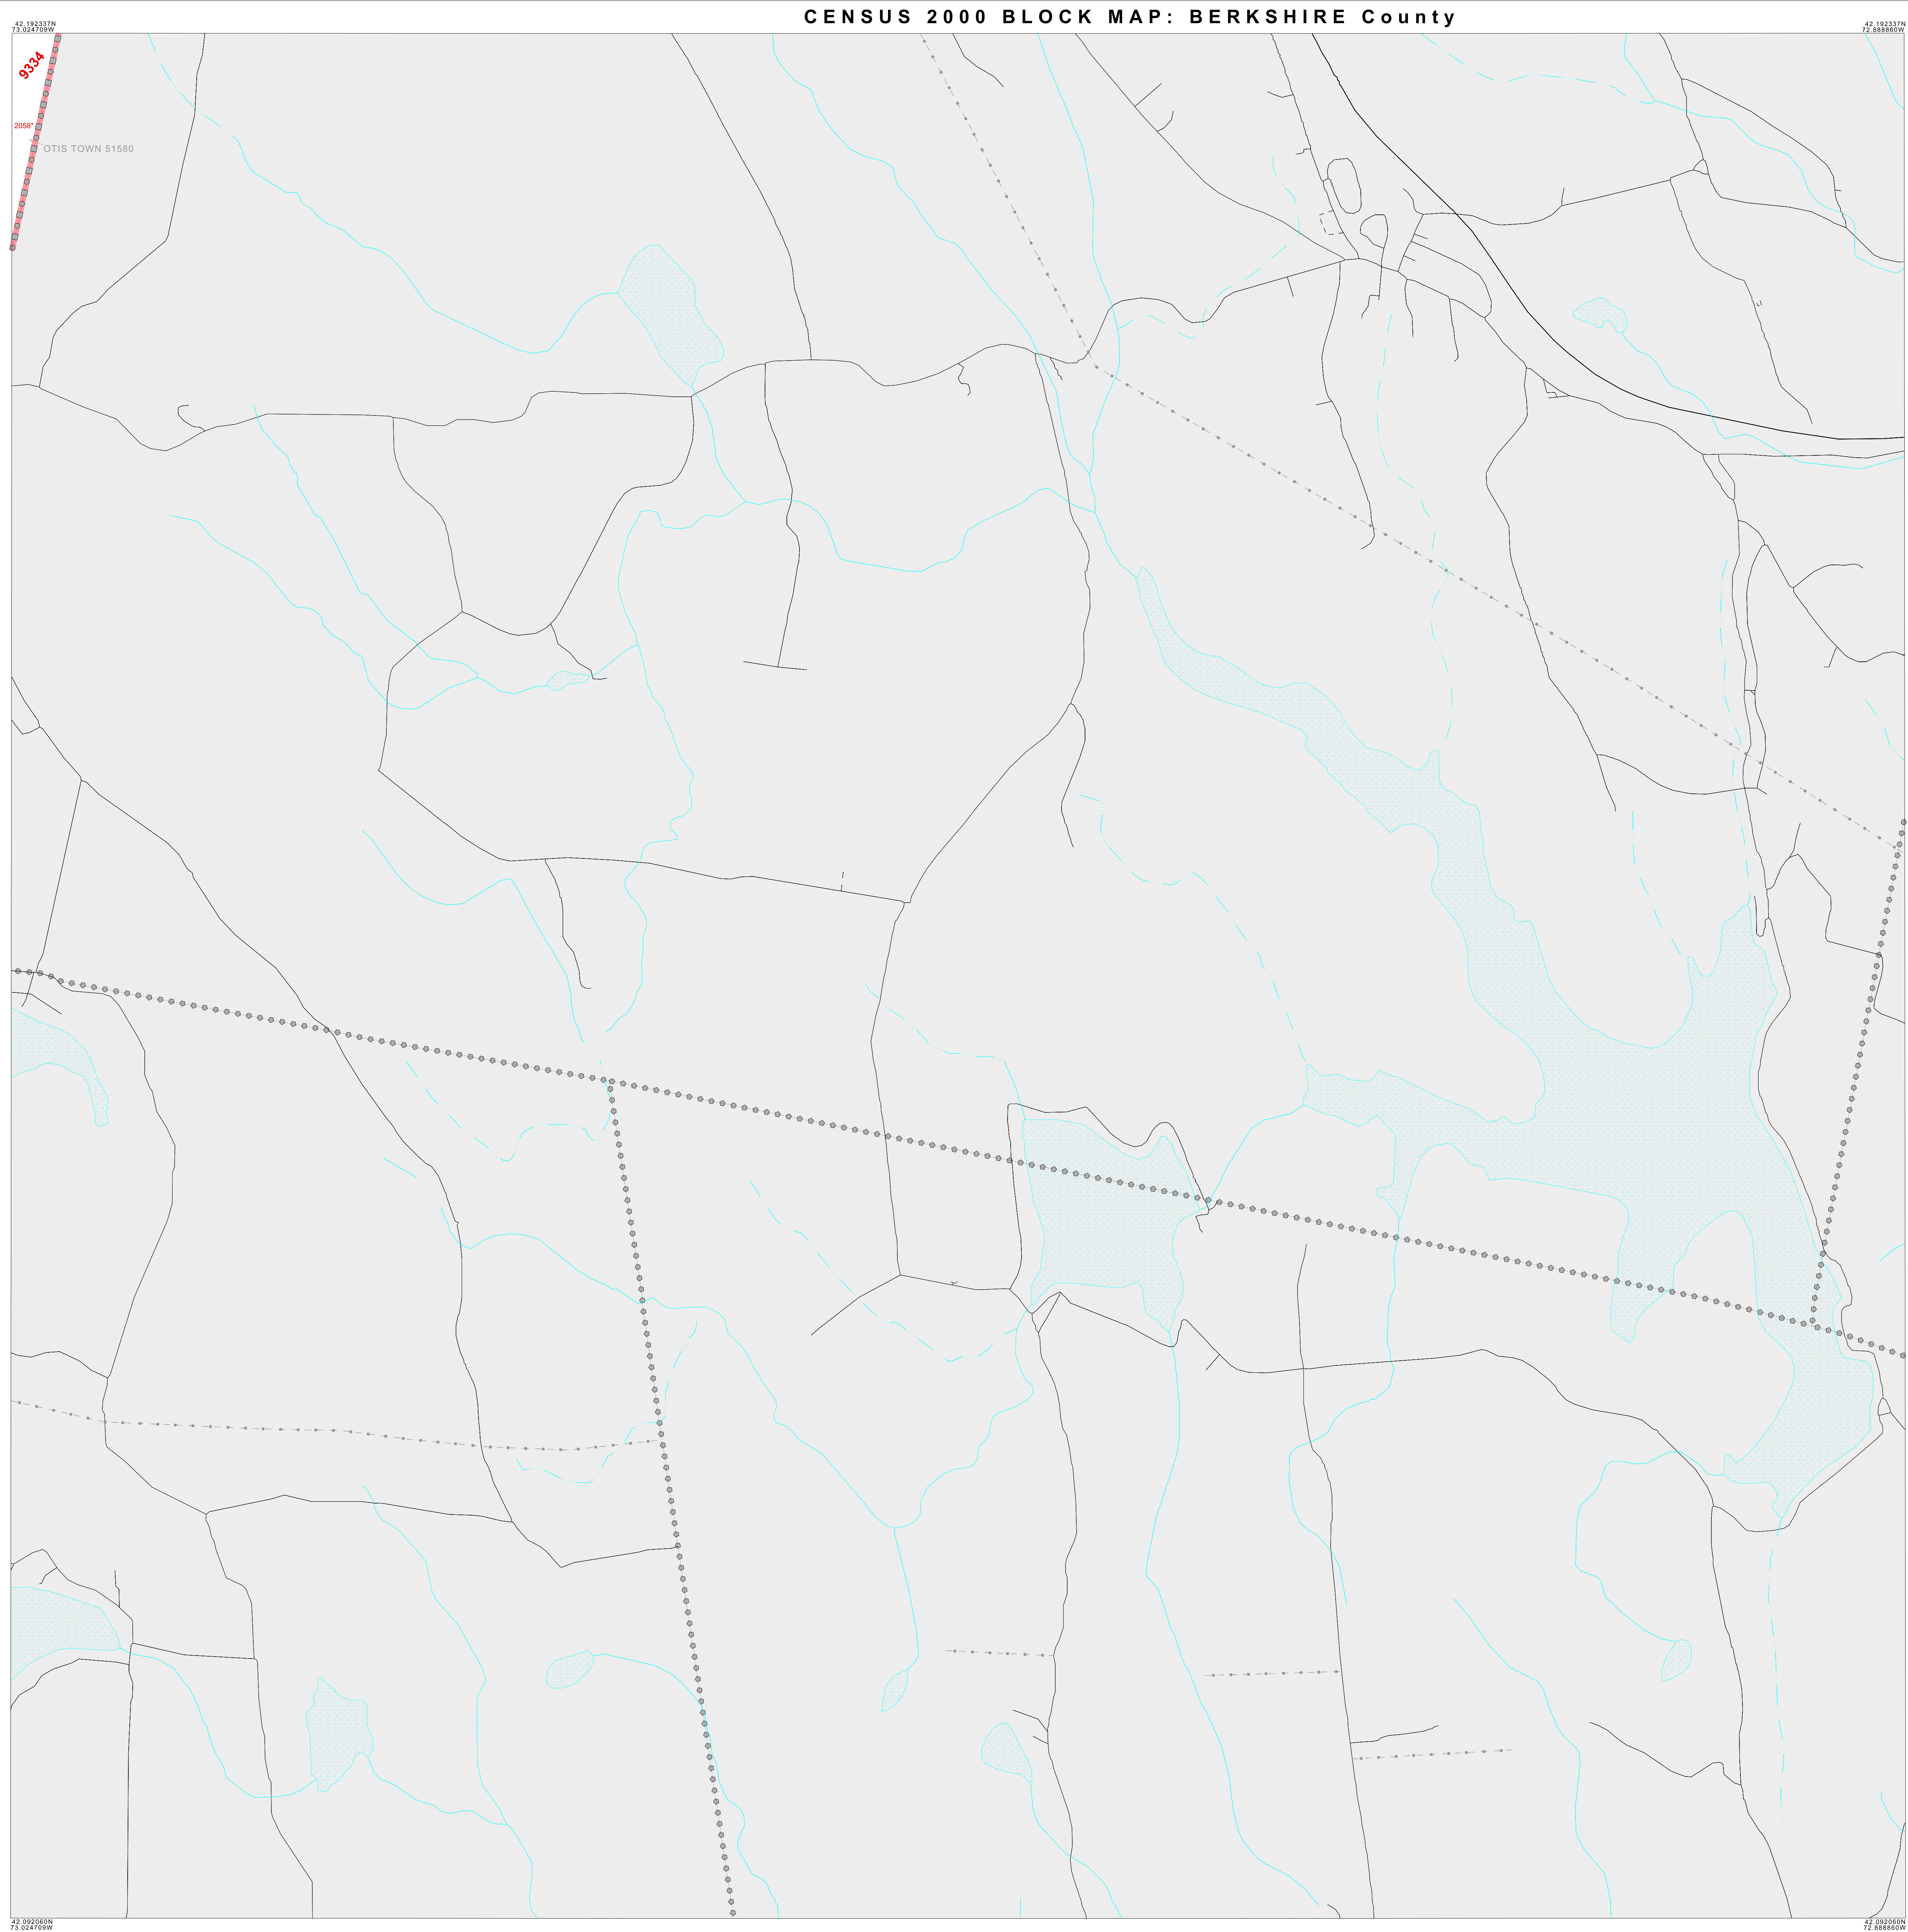 CENSUS 2000 BLOCK MAP: BERKSHIRE County
42.192337N
73.024709W
42.192337N
72.888860W
9334
2058*
OTIS TOWN 51580
42.092060N
73.024709W
42.092060N
72.888860W